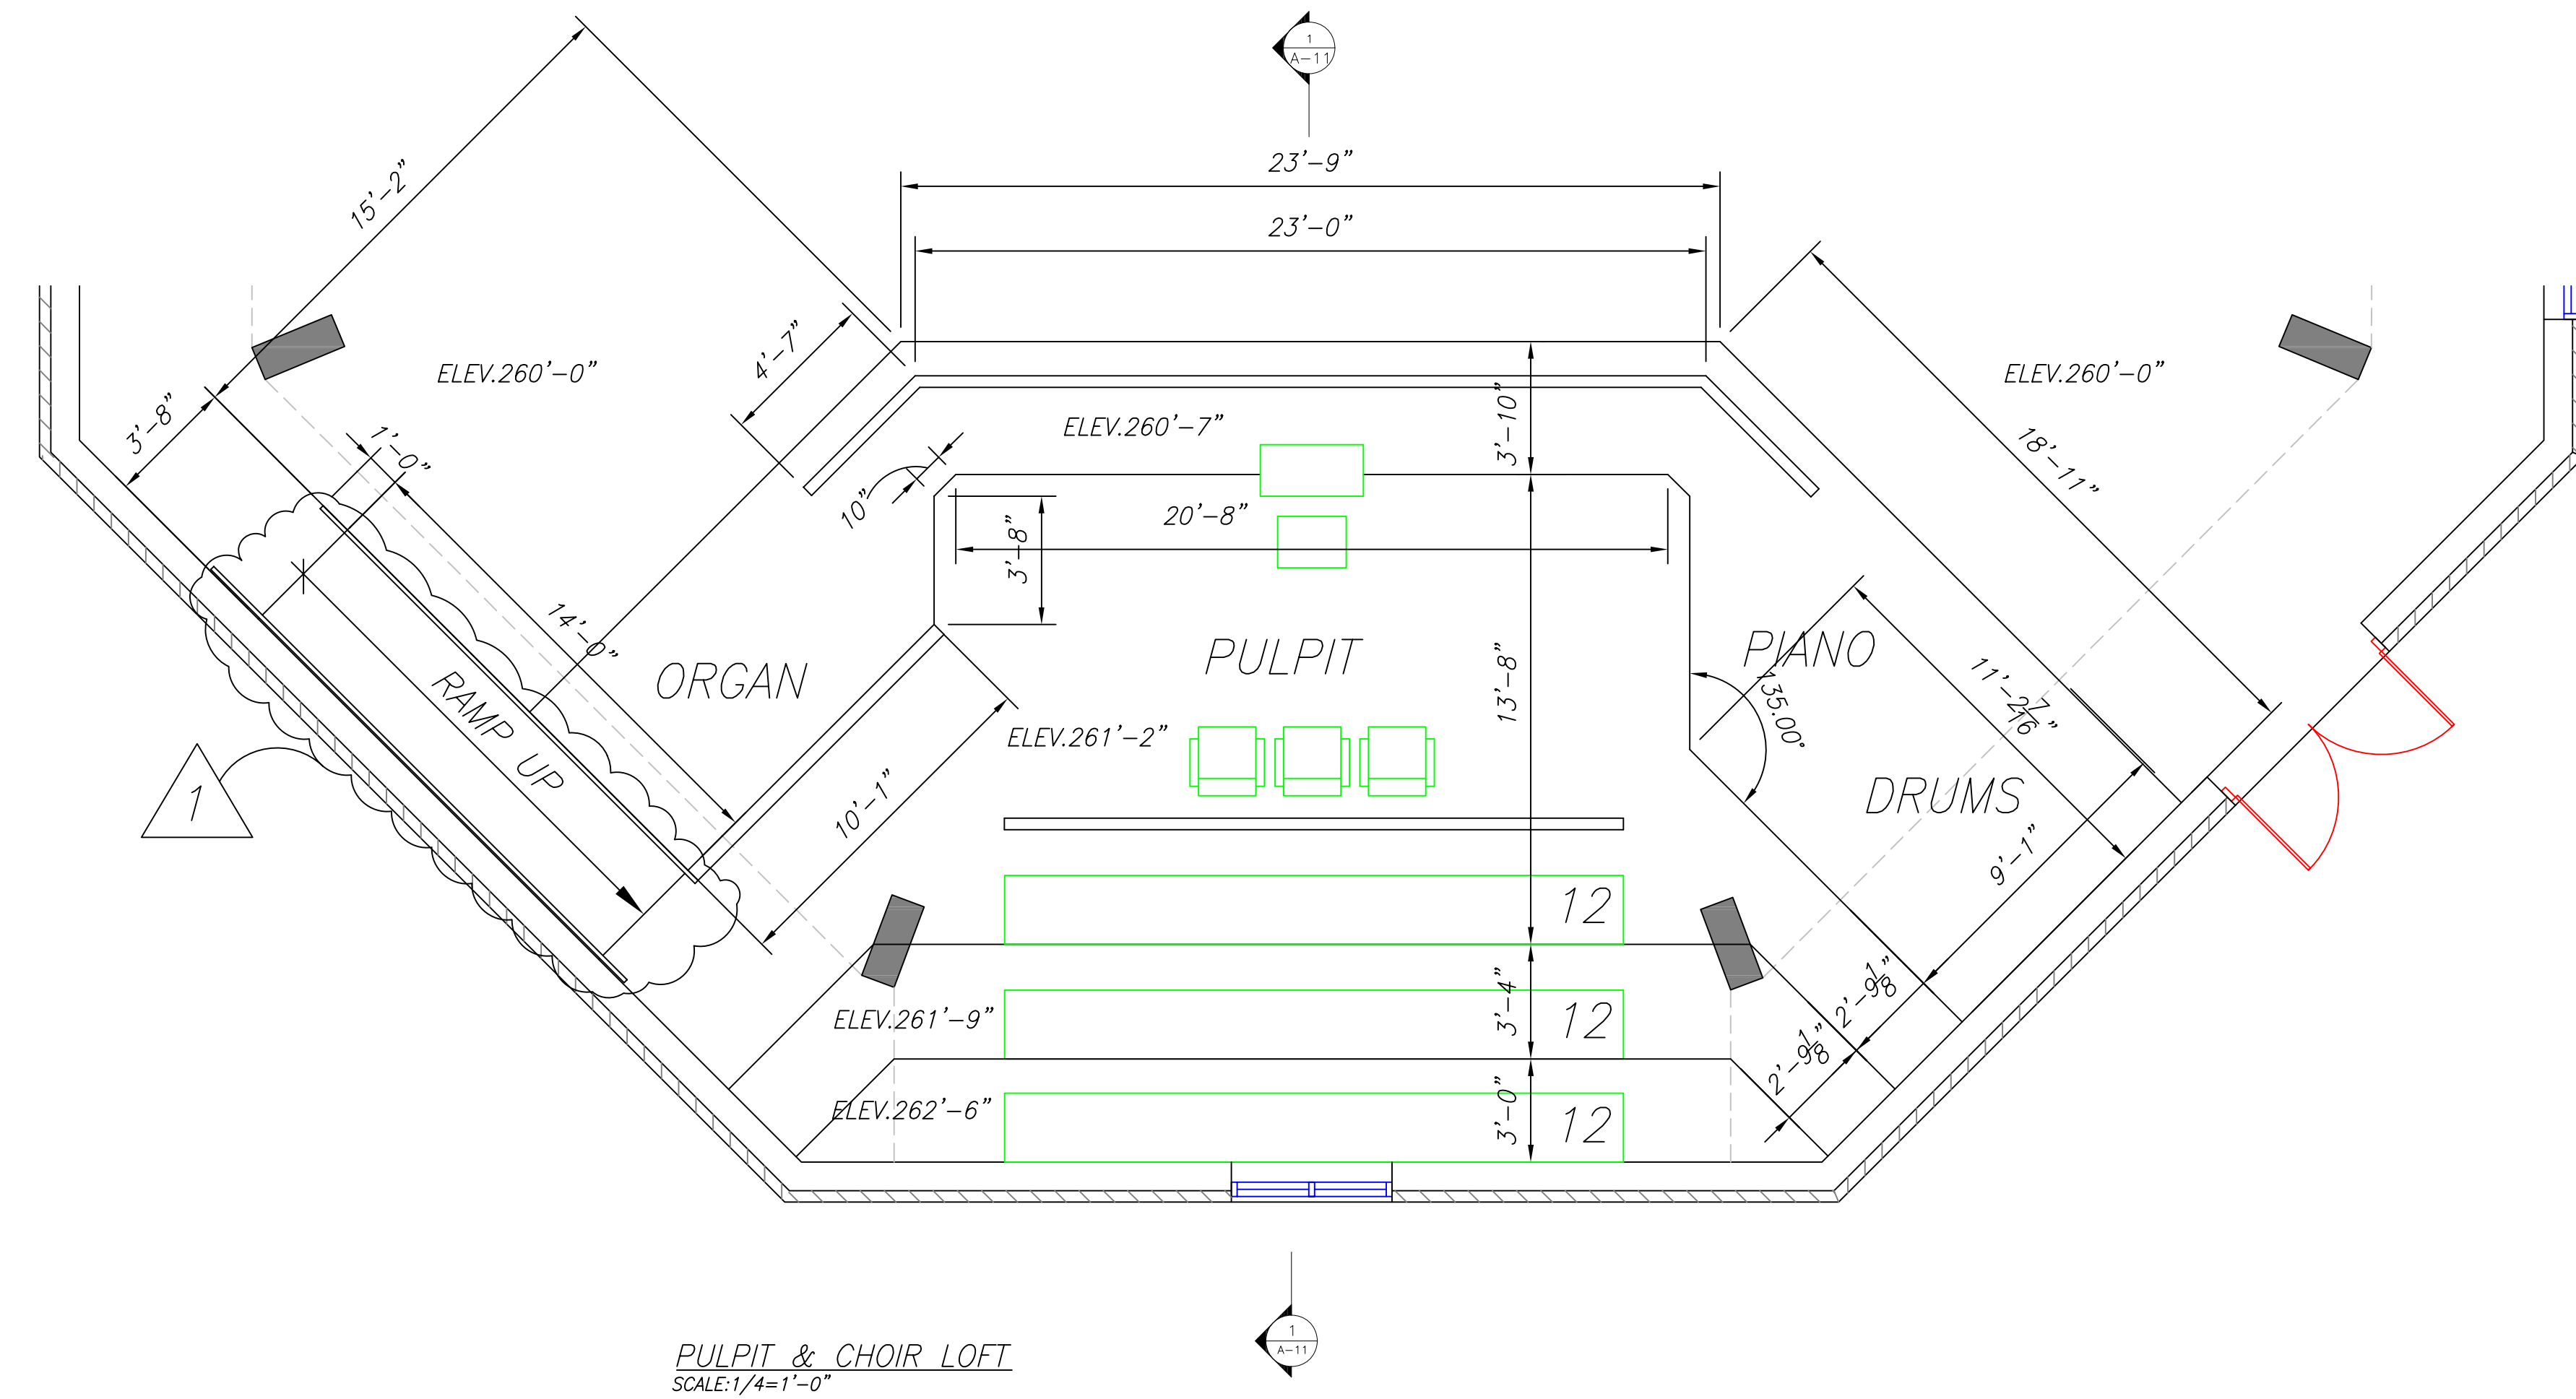 1
A-11
23'-9"
15'-2"
23'-0"
4'-7"
ELEV.260'-0"
ELEV.260'-0"
3'-8"
1'-0"
ELEV.260'-7"
3'-10"
18'-11"
10"
20'-8"
3'-8"
14'-0"
ORGAN
PULPIT
PIANO
135.00°
11'-2 7/16"
RAMP UP
ELEV.261'-2"
13'-8"
DRUMS
1
10'-1"
9'-1"
12
2'-9 1/8"
ELEV.261'-9"
3'-4"
12
2'-9 1/8"
ELEV.262'-6"
3'-0"
12
1
A-11
PULPIT & CHOIR LOFT
SCALE:1/4=1'-0"